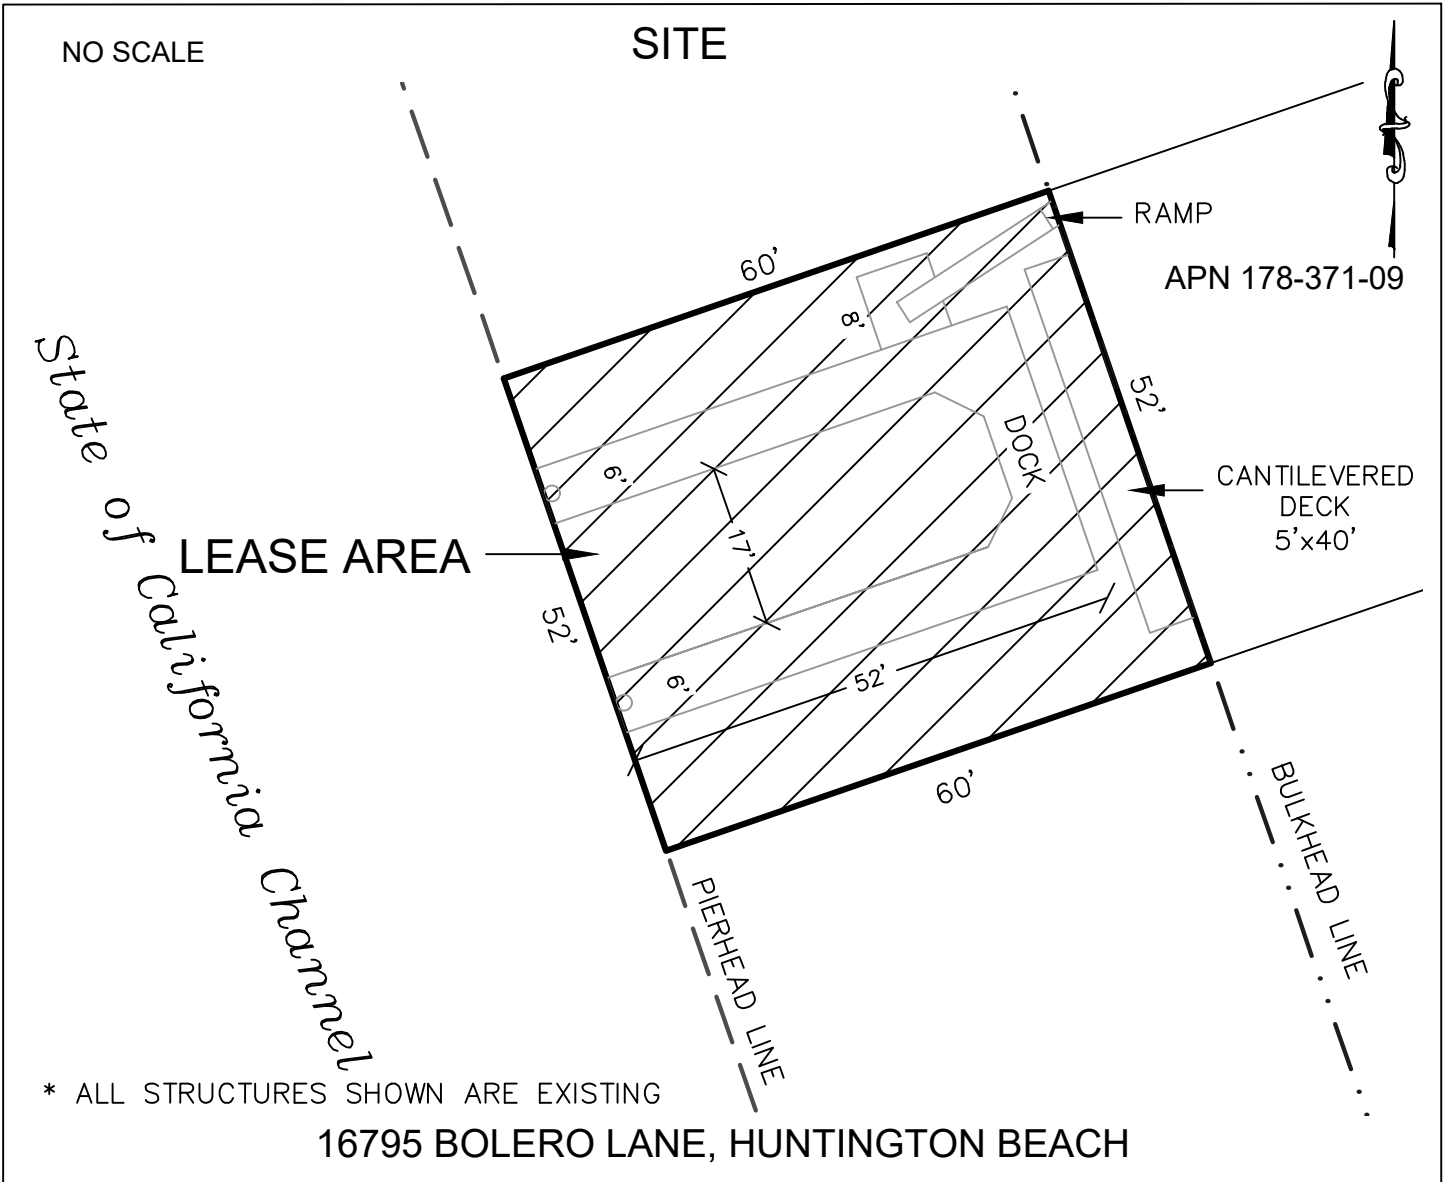 NO SCALE
SITE
RAMP
60'
APN 178-371-09
8'
State of California Channel
52'
DOCK
6'
CANTILEVERED
DECK
5'x40'
17'
LEASE AREA
52'
6'
52'
60'
BULKHEAD LINE
PIERHEAD LINE
* ALL STRUCTURES SHOWN ARE EXISTING
16795 BOLERO LANE, HUNTINGTON BEACH